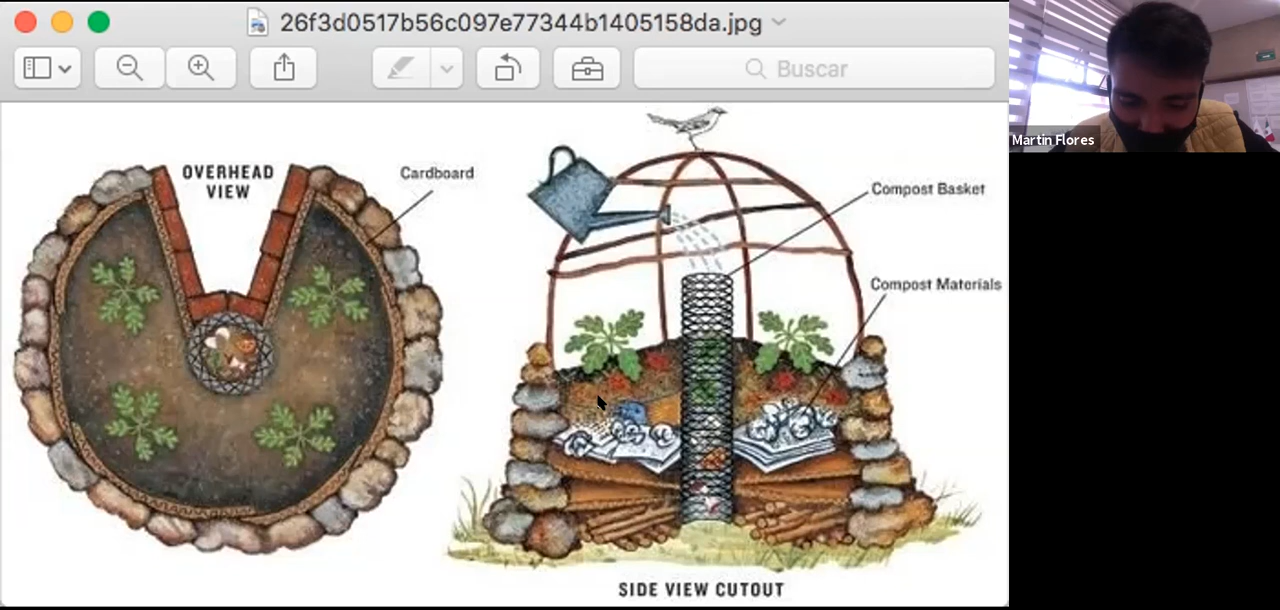 26f3d0517b56c097e77344b1405158da.jpg
Buscar
Martin Flores
OVERHEAD
VIEW
Cardboard
Compost Basket
Compost Materials
SIDE VIEW CUTOUT